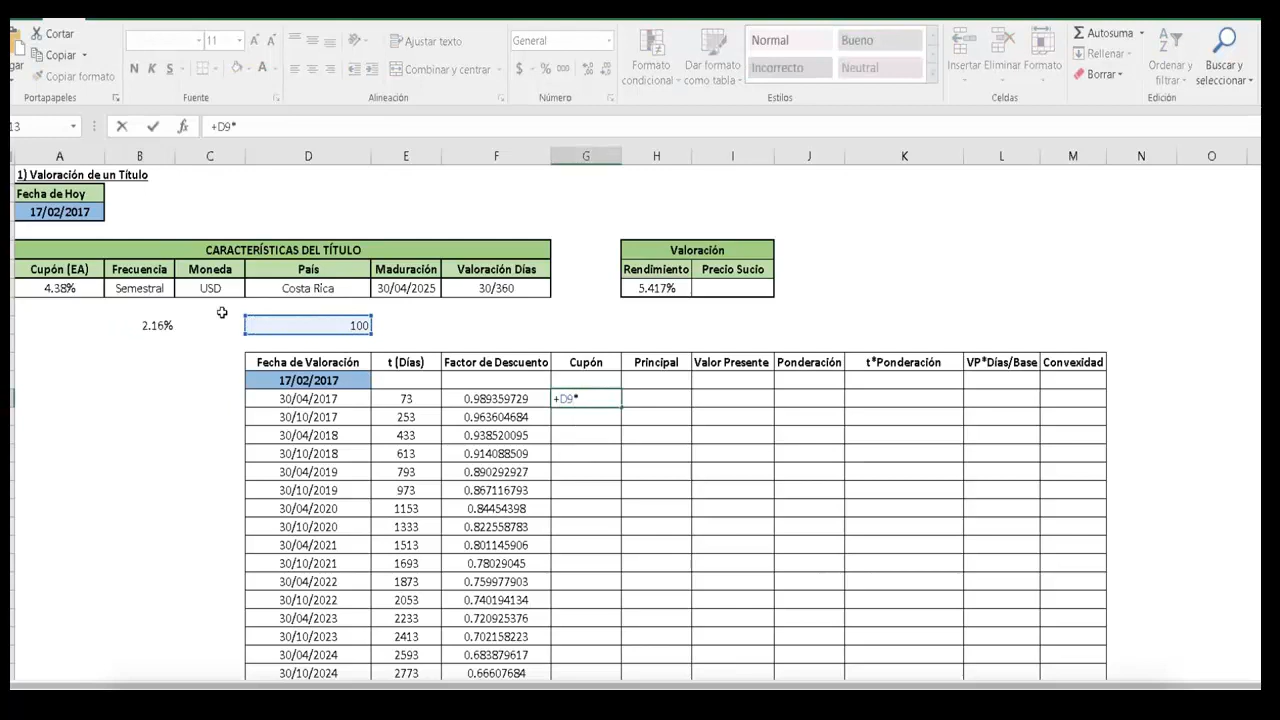 Cortar
Copiar
Copiar formato
gar
Portapapeles
11
A A
N K S
A
Fuente
Ajustar texto
Combinar y centrar
Alineación
General
$ % 000
Número
Formato condicional
Dar formato como tabla
Normal Bueno
Incorrecto Neutral
Estilos
Insertar Eliminar Formato
Celdas
Autosuma
Rellenar
Borrar
Ordenar y filtrar
Buscar y seleccionar
Edición
13 fx +D9*
A B C D E F G H I J K L M N O
1) Valoración de un Título
Fecha de Hoy
17/02/2017
CARACTERÍSTICAS DEL TÍTULO Valoración
Cupón (EA) Frecuencia Moneda País Maduración Valoración Días Rendimiento Precio Sucio
4.38% Semestral USD Costa Rica 30/04/2025 30/360 5.417%
2.16% 100
Fecha de Valoración t (Días) Factor de Descuento Cupón Principal Valor Presente Ponderación t*Ponderación VP*Días/Base Convexidad
17/02/2017
30/04/2017 73 0.989359729 +D9*
30/10/2017 253 0.963604684
30/04/2018 433 0.938520095
30/10/2018 613 0.914088509
30/04/2019 793 0.890292927
30/10/2019 973 0.867116793
30/04/2020 1153 0.84454398
30/10/2020 1333 0.822558783
30/04/2021 1513 0.801145906
30/10/2021 1693 0.78029045
30/04/2022 1873 0.759977903
30/10/2022 2053 0.740194134
30/04/2023 2233 0.720925376
30/10/2023 2413 0.702158223
30/04/2024 2593 0.683879617
30/10/2024 2773 0.66607684